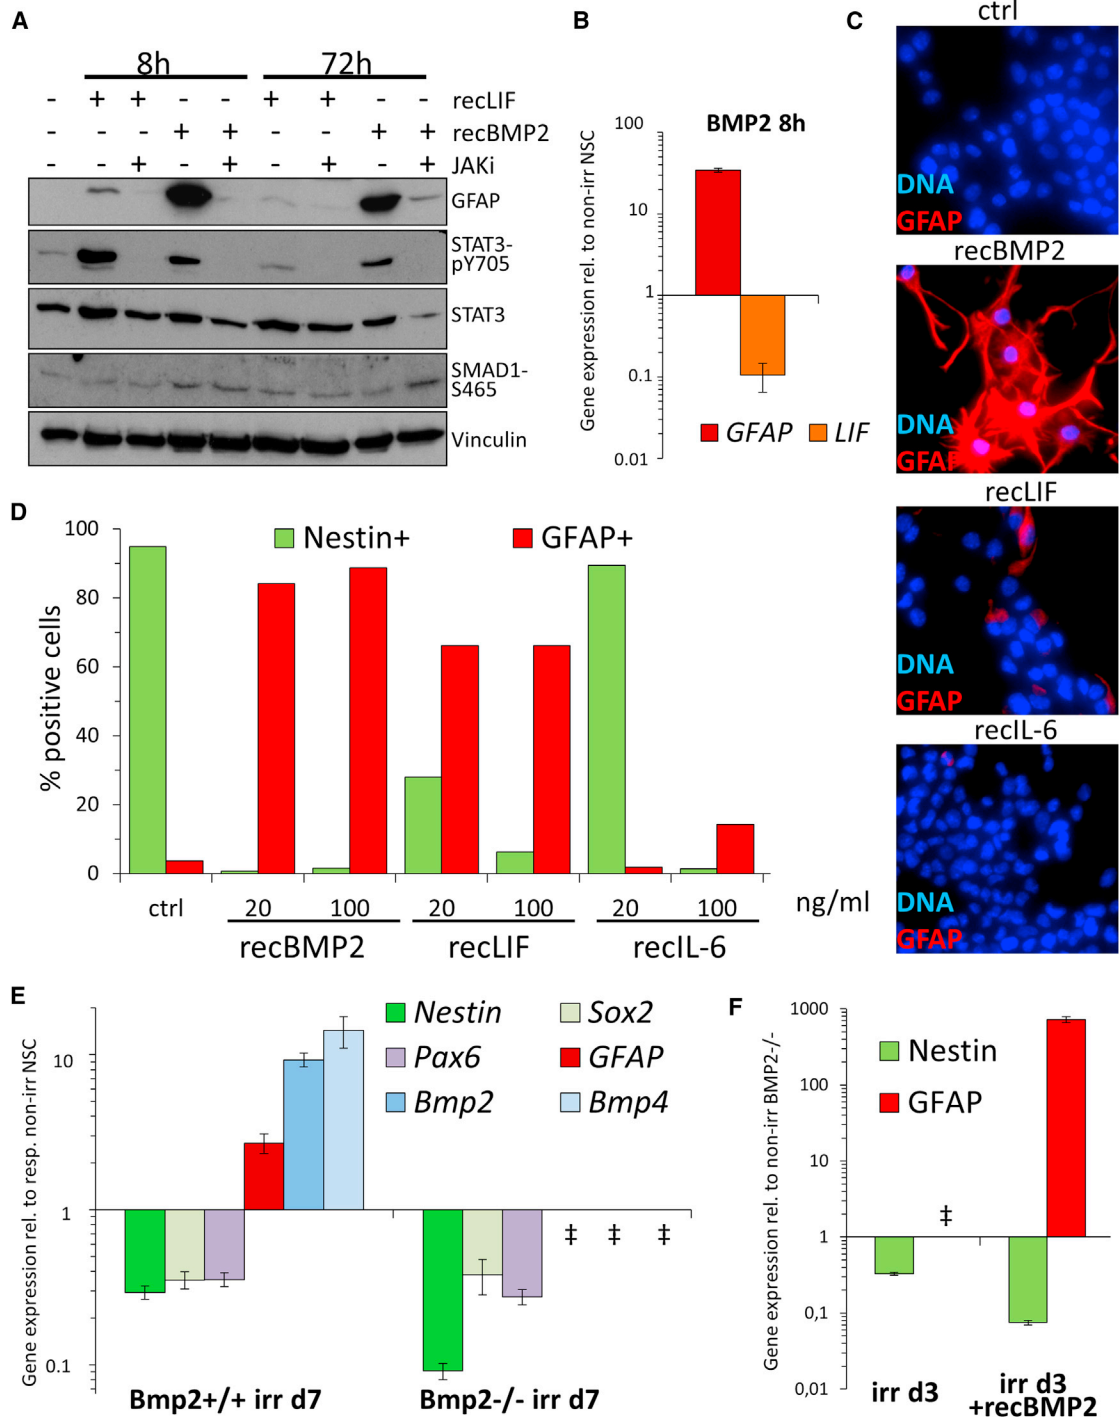 A
8h 72h
- + + - - + + - - recLIF
- - - + + - - + + recBMP2
- - + - + - + - + JAKi
GFAP
STAT3-
pY705
STAT3
SMAD1-
S465
Vinculin
B
BMP2 8h
Gene expression rel. to non-irr NSC
100
10
1
0.1
0.01
GFAP LIF
C
ctrl
DNA
GFAP
recBMP2
DNA
GFAP
recLIF
DNA
GFAP
recIL-6
DNA
GFAP
D
% positive cells
100
80
60
40
20
0
Nestin+ GFAP+
ctrl 20 100 20 100 20 100 ng/ml
recBMP2 recLIF recIL-6
E
Gene expression rel. to resp. non-irr NSC
10
1
0.1
Nestin Sox2
Pax6 GFAP
Bmp2 Bmp4
‡ ‡ ‡
Bmp2+/+ irr d7 Bmp2-/- irr d7
F
Gene expression rel. to non-irr BMP2-/-
1000
100
10
1
0,1
0,01
Nestin
GFAP
‡
irr d3 irr d3
+recBMP2